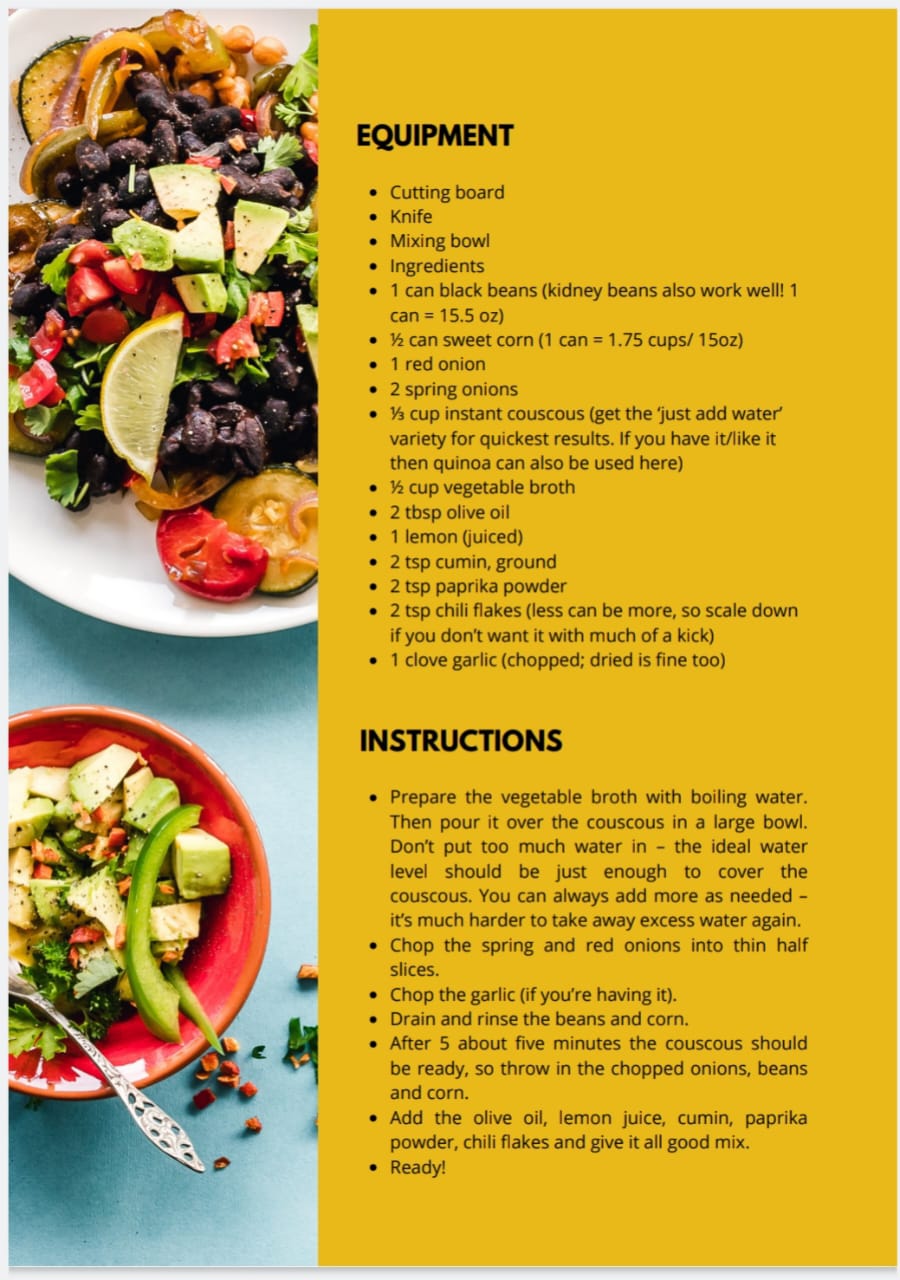 EQUIPMENT
• Cutting board
• Knife
• Mixing bowl
• Ingredients
• 1 can black beans (kidney beans also work well! 1
can = 15.5 oz)
• ½ can sweet corn (1 can = 1.75 cups/ 15oz)
• 1 red onion
• 2 spring onions
• ⅓ cup instant couscous (get the ‘just add water’
variety for quickest results. If you have it/like it
then quinoa can also be used here)
• ½ cup vegetable broth
• 2 tbsp olive oil
• 1 lemon (juiced)
• 2 tsp cumin, ground
• 2 tsp paprika powder
• 2 tsp chili flakes (less can be more, so scale down
if you don’t want it with much of a kick)
• 1 clove garlic (chopped; dried is fine too)
INSTRUCTIONS
• Prepare the vegetable broth with boiling water.
Then pour it over the couscous in a large bowl.
Don’t put too much water in – the ideal water
level should be just enough to cover the
couscous. You can always add more as needed –
it’s much harder to take away excess water again.
• Chop the spring and red onions into thin half
slices.
• Chop the garlic (if you’re having it).
• Drain and rinse the beans and corn.
• After 5 about five minutes the couscous should
be ready, so throw in the chopped onions, beans
and corn.
• Add the olive oil, lemon juice, cumin, paprika
powder, chili flakes and give it all good mix.
• Ready!